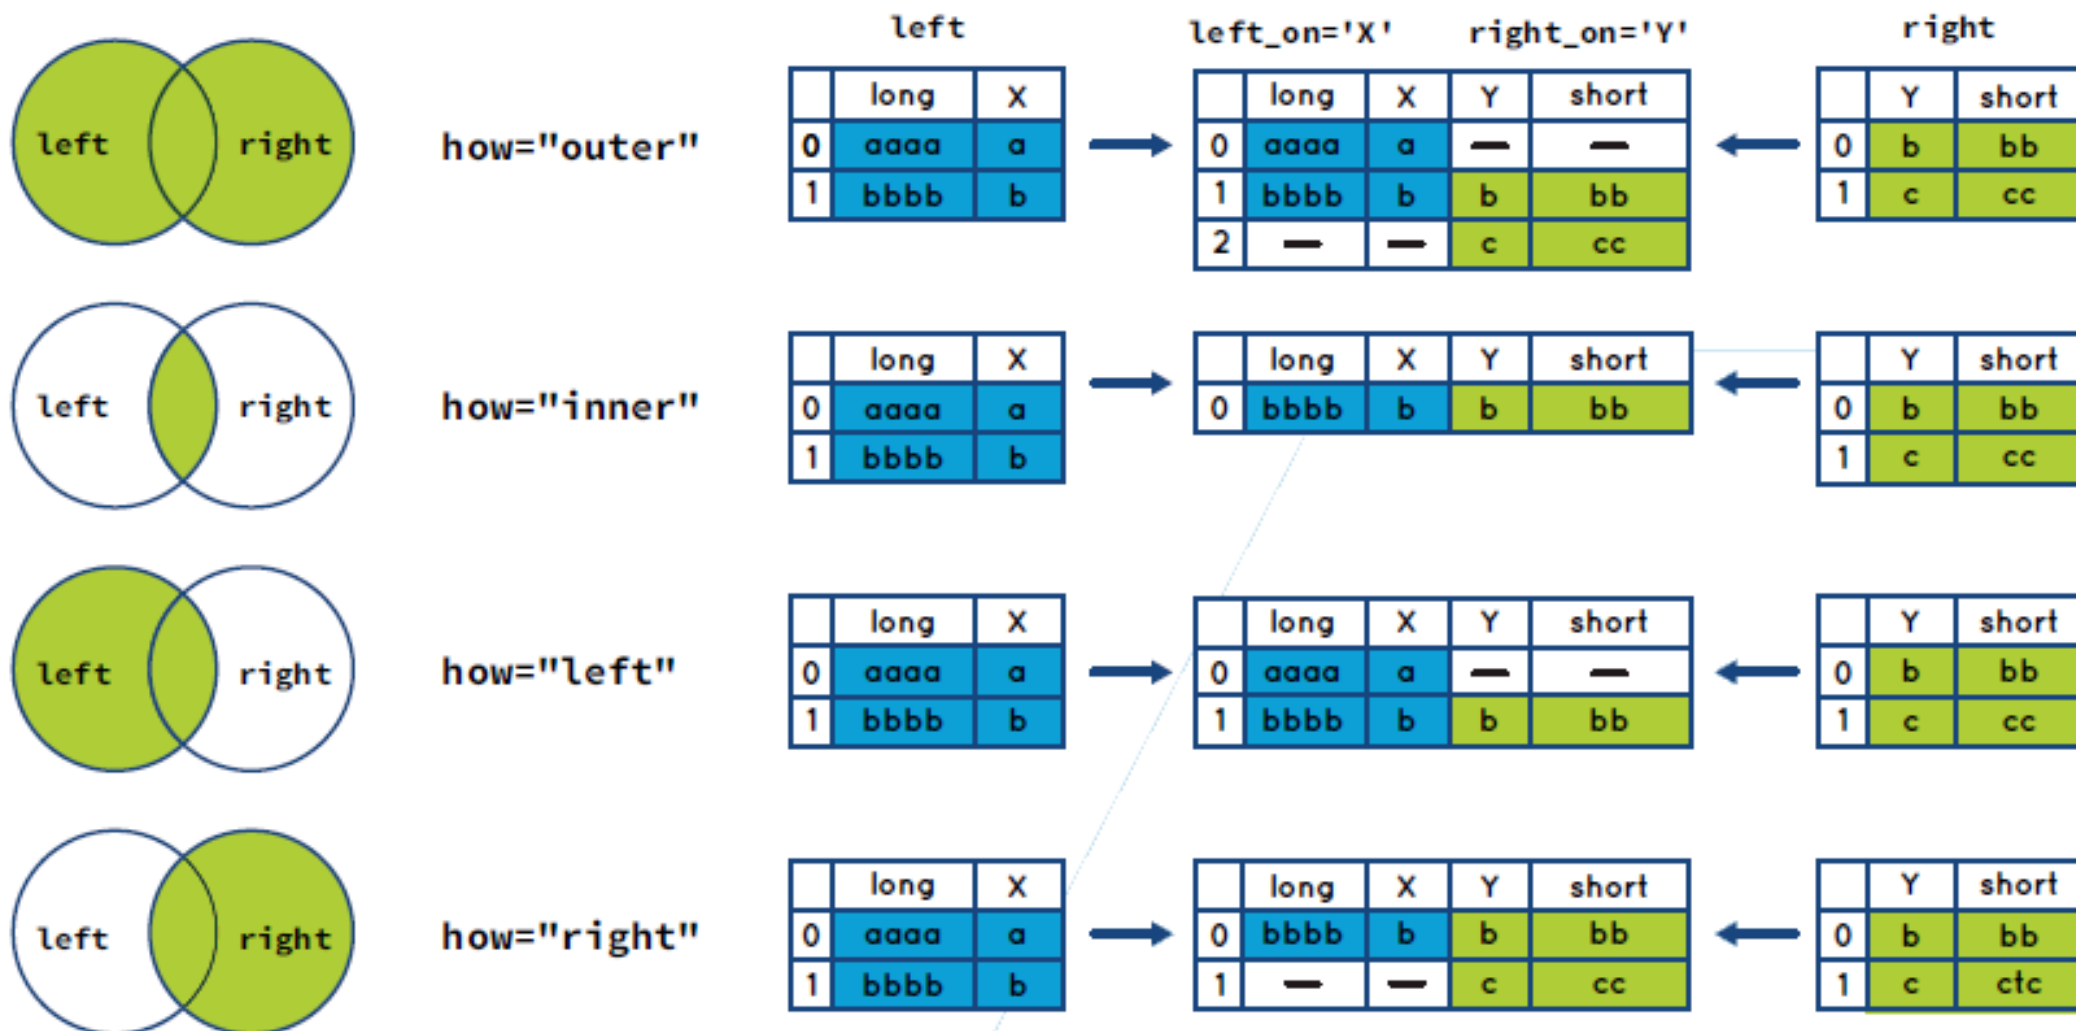 left left_on='X' right_on='Y' right
left right how="outer"
long X long X Y short Y short
0 aaaa a 0 aaaa a — — 0 b bb
1 bbbb b 1 bbbb b b bb 1 c cc
2 — — c cc
left right how="inner"
long X long X Y short Y short
0 aaaa a 0 bbbb b b bb 0 b bb
1 bbbb b 1 c cc
left right how="left"
long X long X Y short Y short
0 aaaa a 0 aaaa a — — 0 b bb
1 bbbb b 1 bbbb b b bb 1 c cc
left right how="right"
long X long X Y short Y short
0 aaaa a 0 bbbb b b bb 0 b bb
1 bbbb b 1 — — c cc 1 c ctc